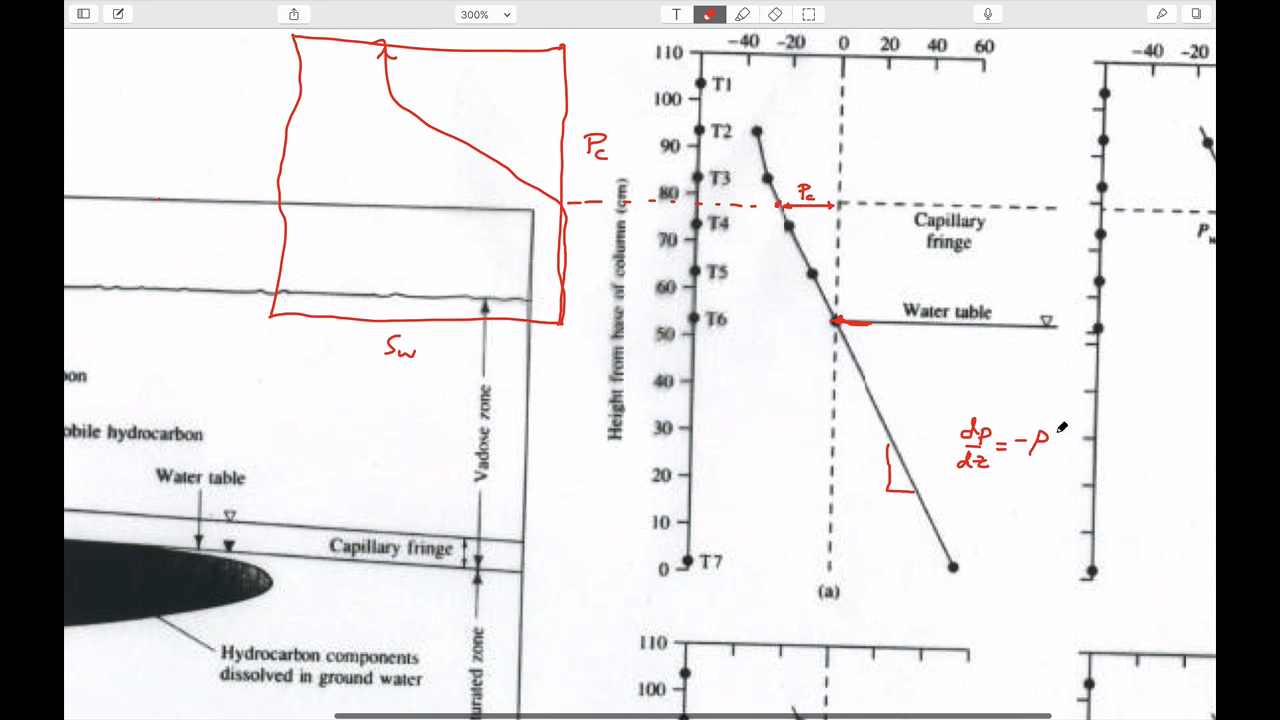 300%
T
-40 -20 0 20 40 60
110
100
90
80
70
60
50
40
30
20
10
0
T1
T2
T3
T4
T5
T6
T7
Height from base of column (cm)
Pc
Pc
Capillary
fringe
Water table
dp
dz = -ρ
(a)
Sw
bon
obile hydrocarbon
Water table
Capillary fringe
Vadose zone
urated zone
Hydrocarbon components
dissolved in ground water
-40 -20
Pw
110
100